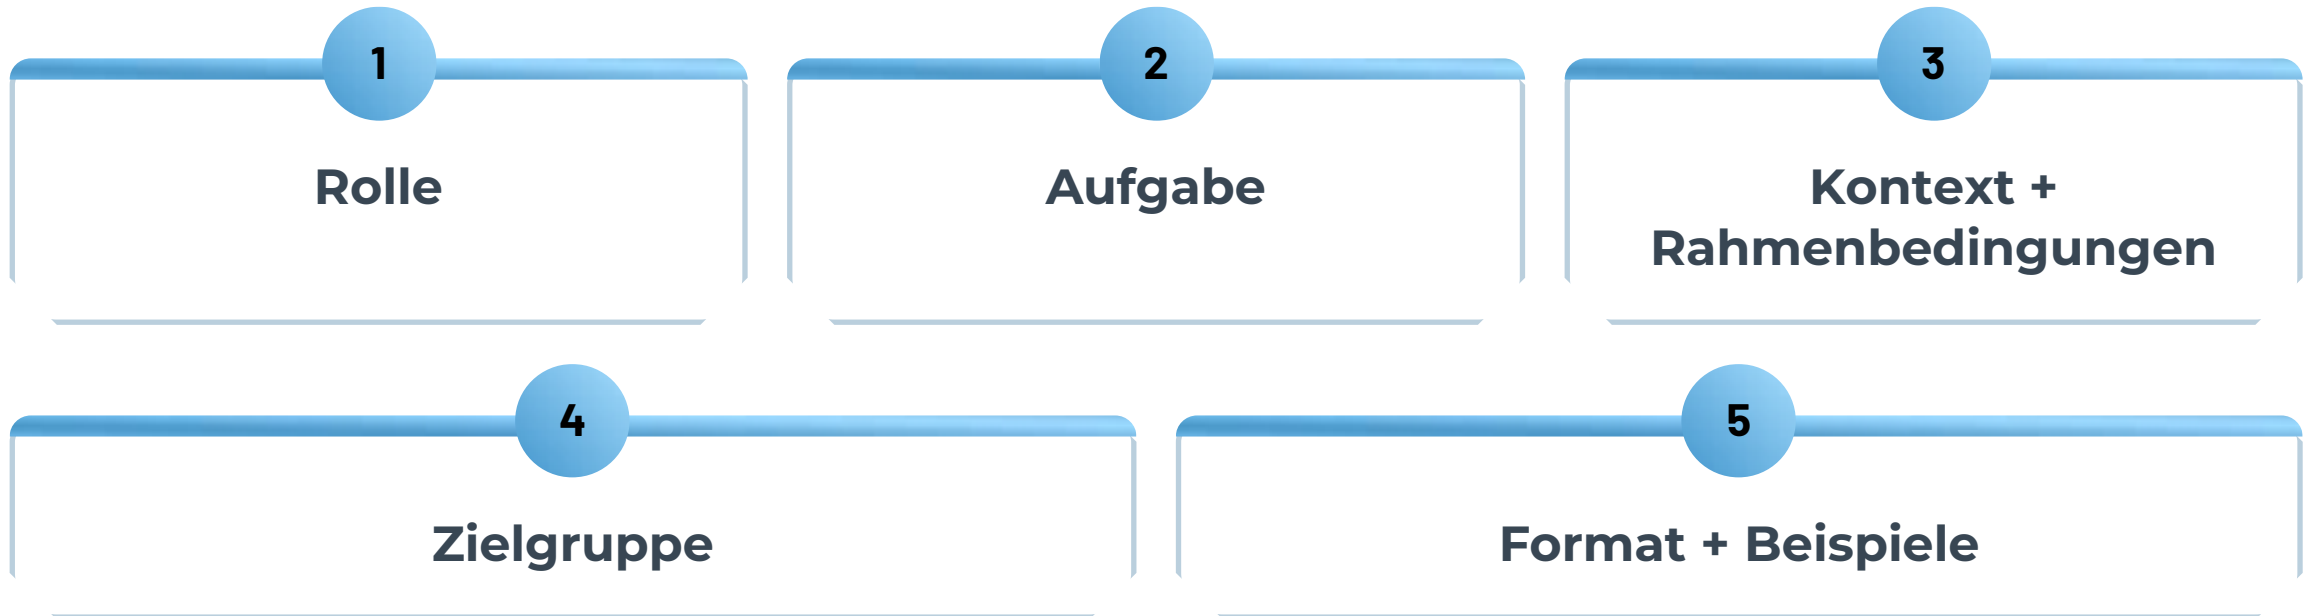 1
Rolle
2
Aufgabe
3
Kontext +
Rahmenbedingungen
4
Zielgruppe
5
Format + Beispiele